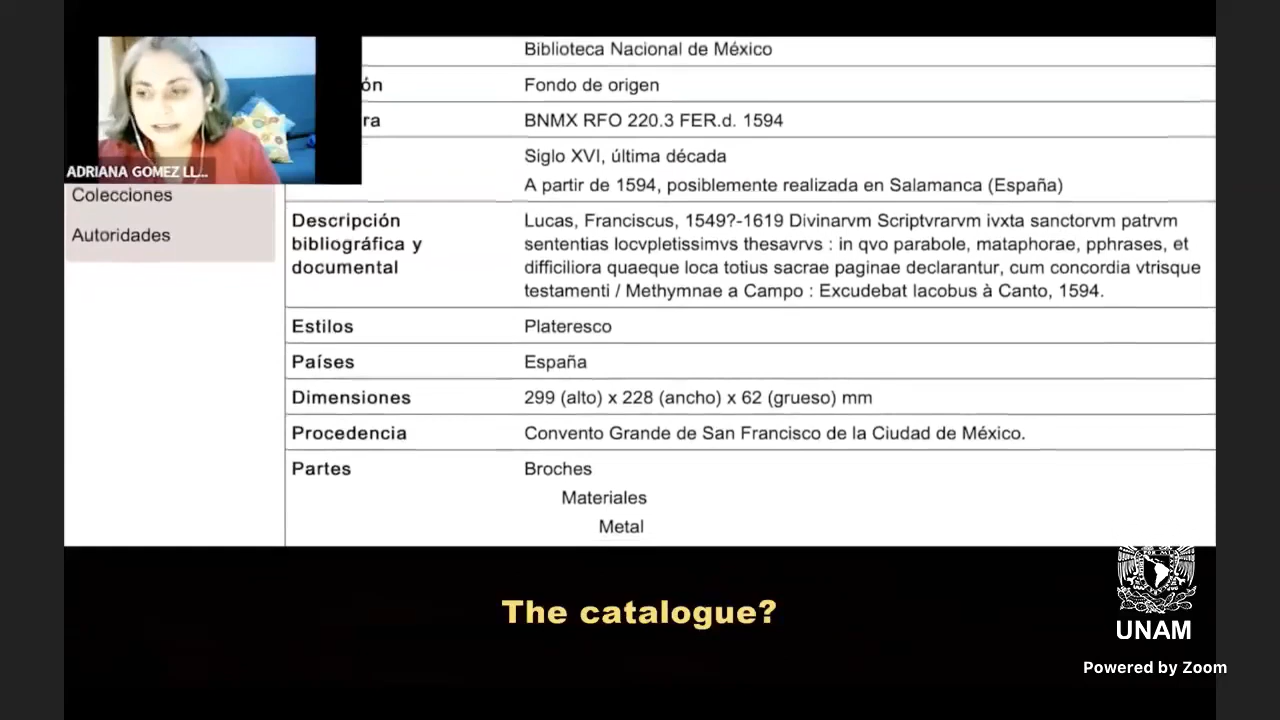 Biblioteca Nacional de México
ón Fondo de origen
ra BNMX RFO 220.3 FER.d. 1594
Siglo XVI, última década
ADRIANA GOMEZ LL...
A partir de 1594, posiblemente realizada en Salamanca (España)
Colecciones
Autoridades
Descripción bibliográfica y documental
Lucas, Franciscus, 1549?-1619 Divinarvm Scriptvrarvm ivxta sanctorvm patrvm
sententias locvpletissimvs thesavrvs : in qvo parabole, mataphorae, pphrases, et
difficiliora quaeque loca totius sacrae paginae declarantur, cum concordia vtrisque
testamenti / Methymnae a Campo : Excudebat Iacobus à Canto, 1594.
Estilos Plateresco
Países España
Dimensiones 299 (alto) x 228 (ancho) x 62 (grueso) mm
Procedencia Convento Grande de San Francisco de la Ciudad de México.
Partes Broches
Materiales
Metal
The catalogue?
UNAM
Powered by Zoom